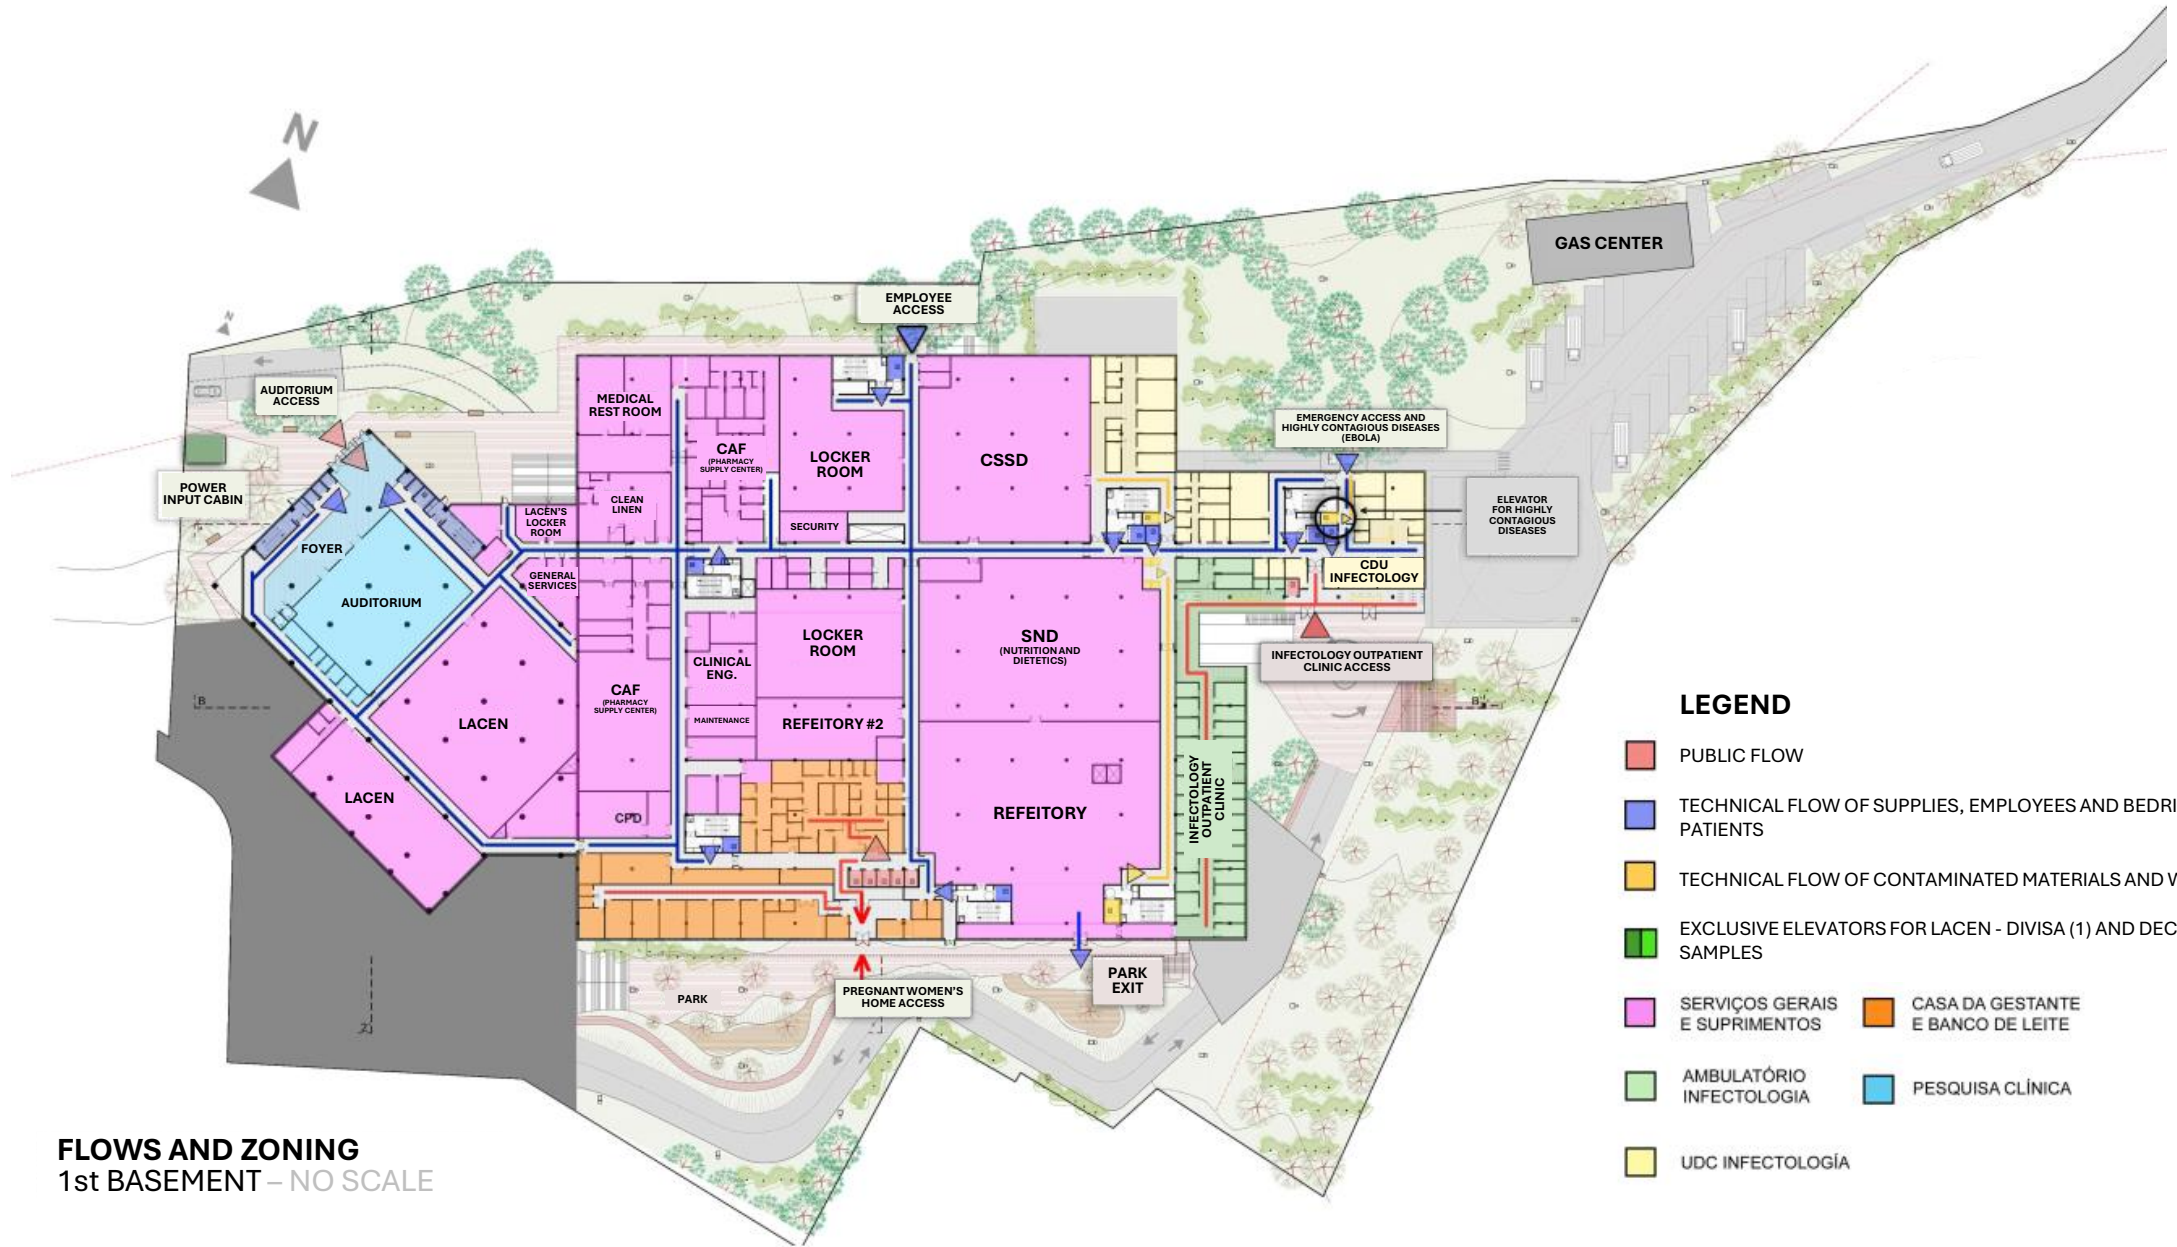 N
N
GAS CENTER
EMPLOYEE
ACCESS
AUDITORIUM
ACCESS
MEDICAL
REST ROOM
EMERGENCY ACCESS AND
HIGHLY CONTAGIOUS DISEASES
(EBOLA)
CAF
(PHARMACY
SUPPLY CENTER)
LOCKER
ROOM
CSSD
POWER
INPUT CABIN
CLEAN
LINEN
LACEN'S
LOCKER
ROOM
SECURITY
ELEVATOR
FOR HIGHLY
CONTAGIOUS
DISEASES
FOYER
GENERAL
SERVICES
CDU
INFECTOLOGY
AUDITORIUM
LOCKER
ROOM
SND
(NUTRITION AND
DIETETICS)
CLINICAL
ENG.
INFECTOLOGY OUTPATIENT
CLINIC ACCESS
CAF
(PHARMACY
SUPPLY CENTER)
B
B
LACEN
MAINTENANCE
REFEITORY #2
LACEN
CPD
REFEITORY
INFECTOLOGY
OUTPATIENT
CLINIC
PARK
EXIT
PARK
PREGNANT WOMEN'S
HOME ACCESS
LEGEND
PUBLIC FLOW
TECHNICAL FLOW OF SUPPLIES, EMPLOYEES AND BEDRI
PATIENTS
TECHNICAL FLOW OF CONTAMINATED MATERIALS AND W
EXCLUSIVE ELEVATORS FOR LACEN - DIVISA (1) AND DEC
SAMPLES
SERVIÇOS GERAIS
E SUPRIMENTOS
CASA DA GESTANTE
E BANCO DE LEITE
AMBULATÓRIO
INFECTOLOGIA
PESQUISA CLÍNICA
UDC INFECTOLOGÍA
FLOWS AND ZONING
1st BASEMENT – NO SCALE